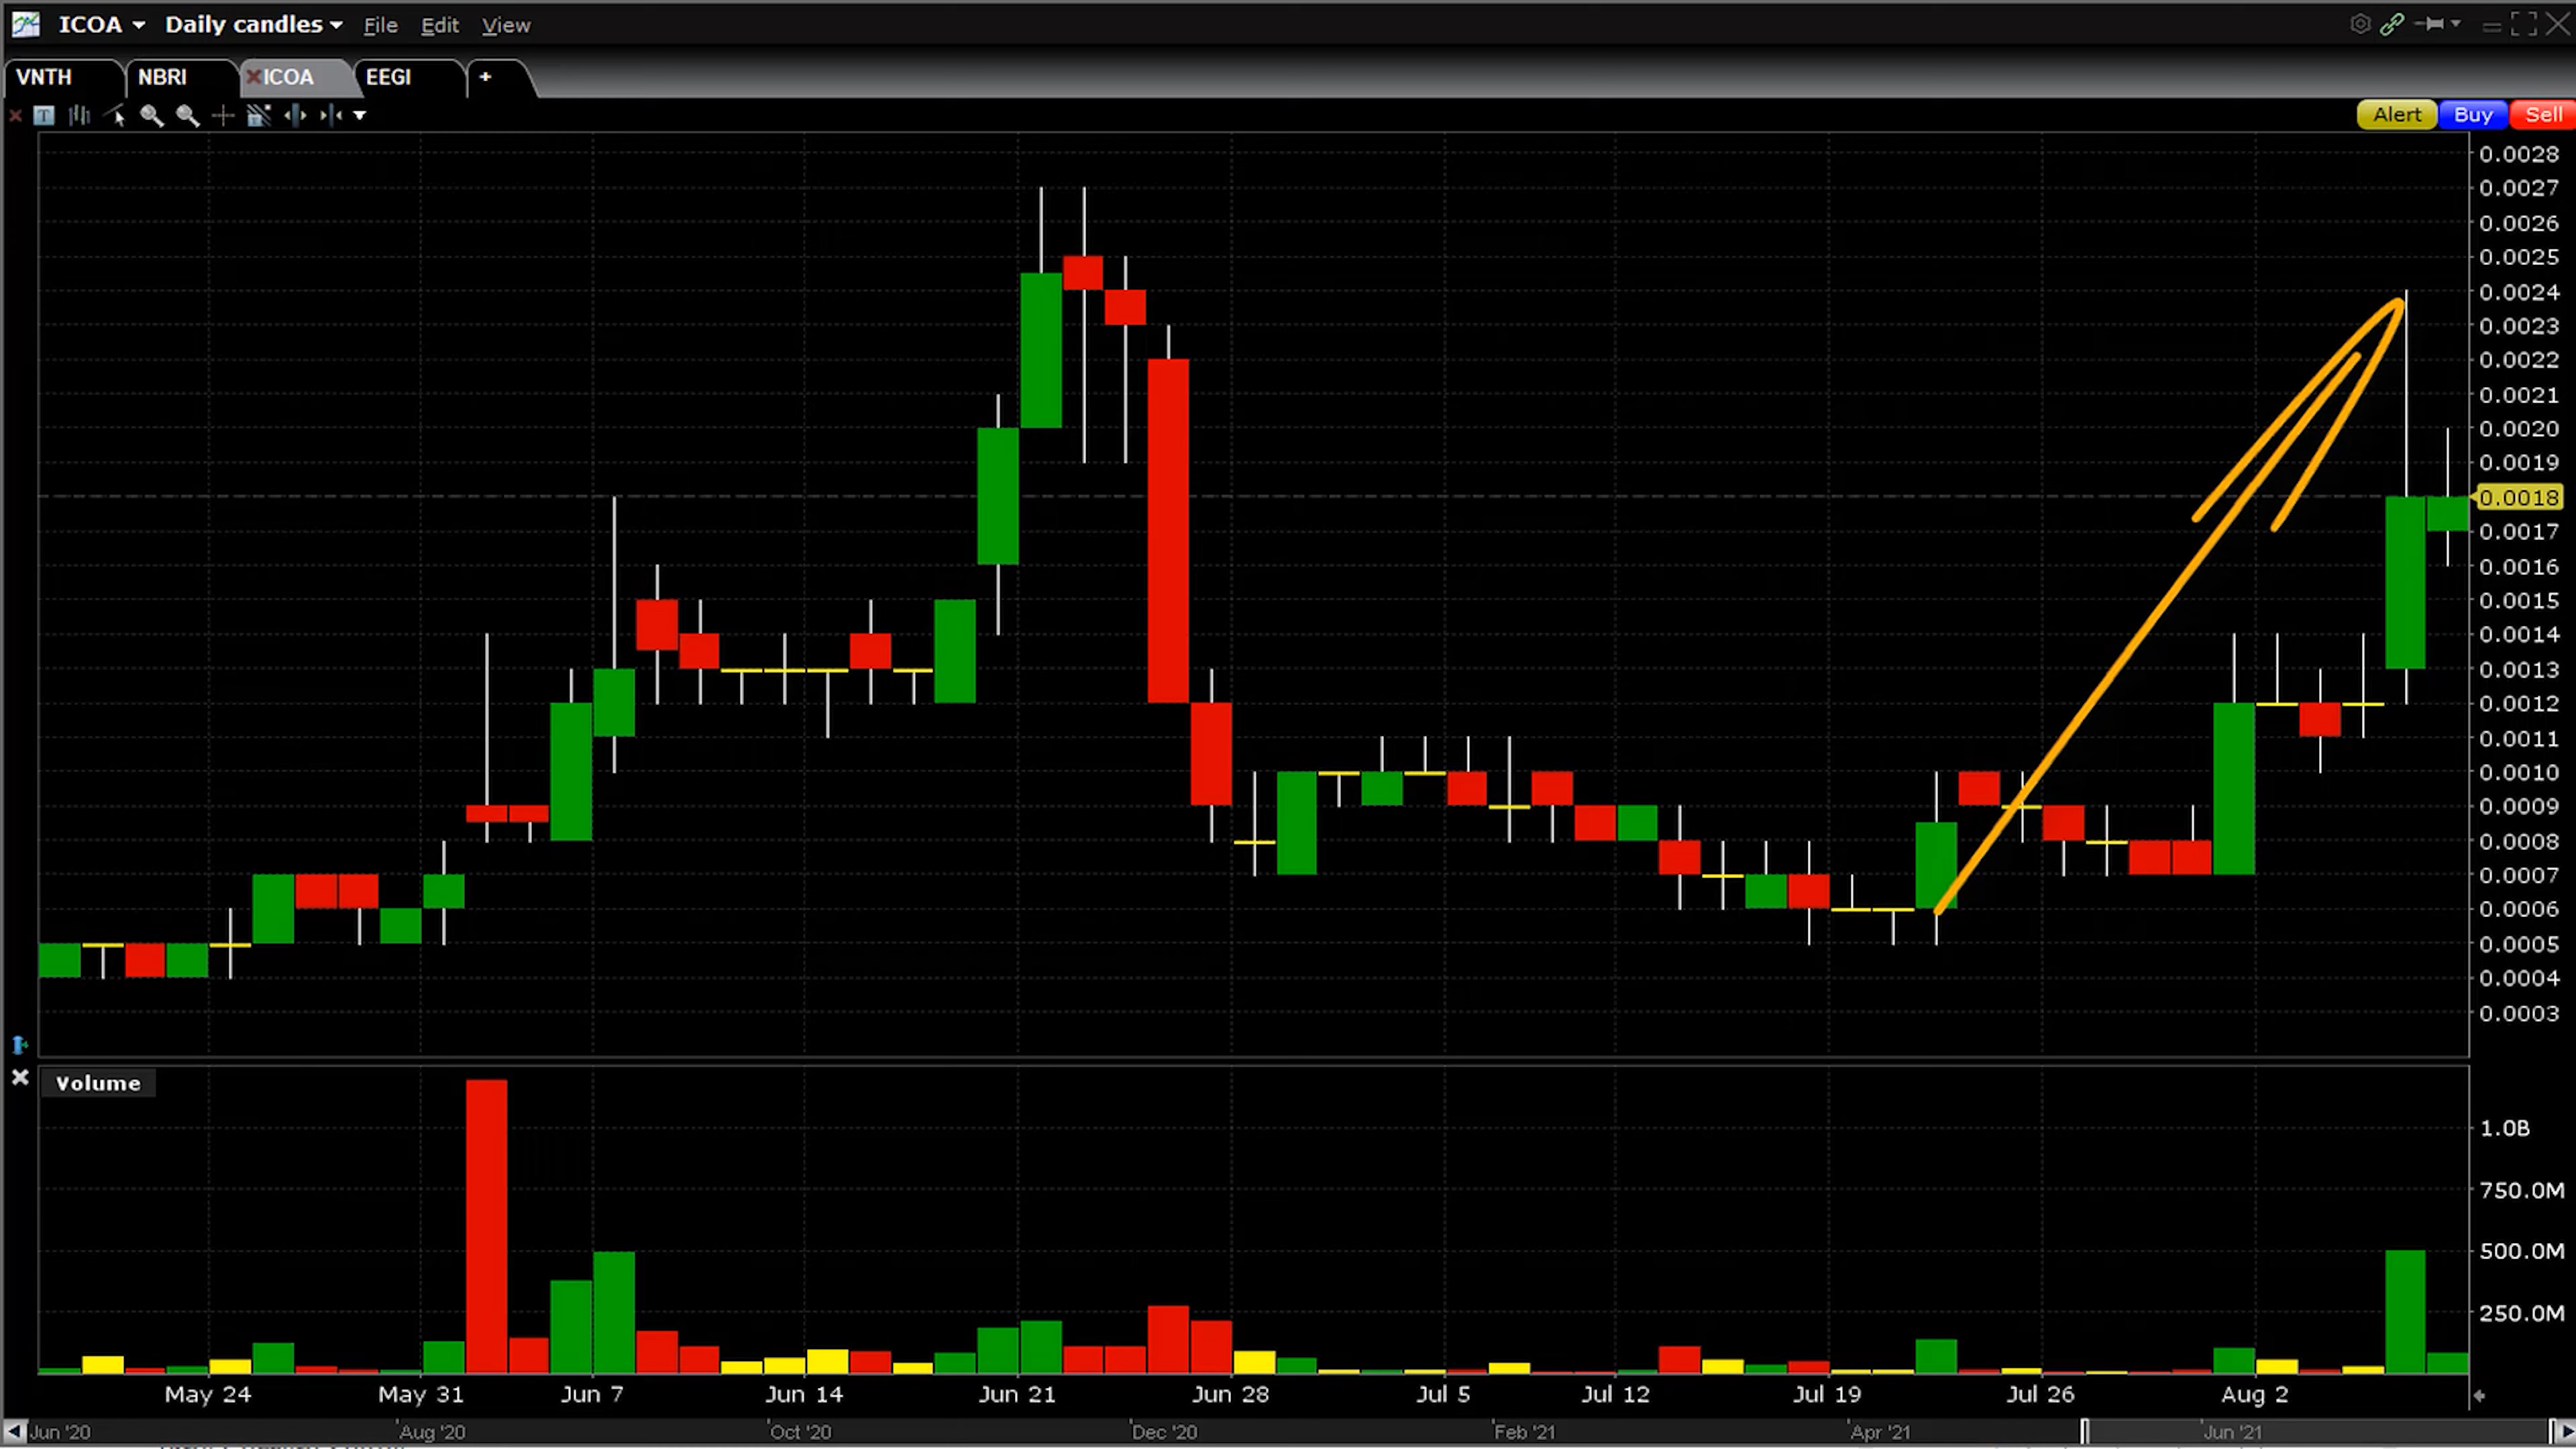 ICOA Daily candles File Edit View
VNTH NBRI ICOA EEGI +
Alert Buy Sell
0.0028
0.0027
0.0026
0.0025
0.0024
0.0023
0.0022
0.0021
0.0020
0.0019
0.0018
0.0017
0.0016
0.0015
0.0014
0.0013
0.0012
0.0011
0.0010
0.0009
0.0008
0.0007
0.0006
0.0005
0.0004
0.0003
Volume
1.0B
750.0M
500.0M
250.0M
May 24 May 31 Jun 7 Jun 14 Jun 21 Jun 28 Jul 5 Jul 12 Jul 19 Jul 26 Aug 2
Jun '20 Aug '20 Oct '20 Dec '20 Feb '21 Apr '21 Jun '21